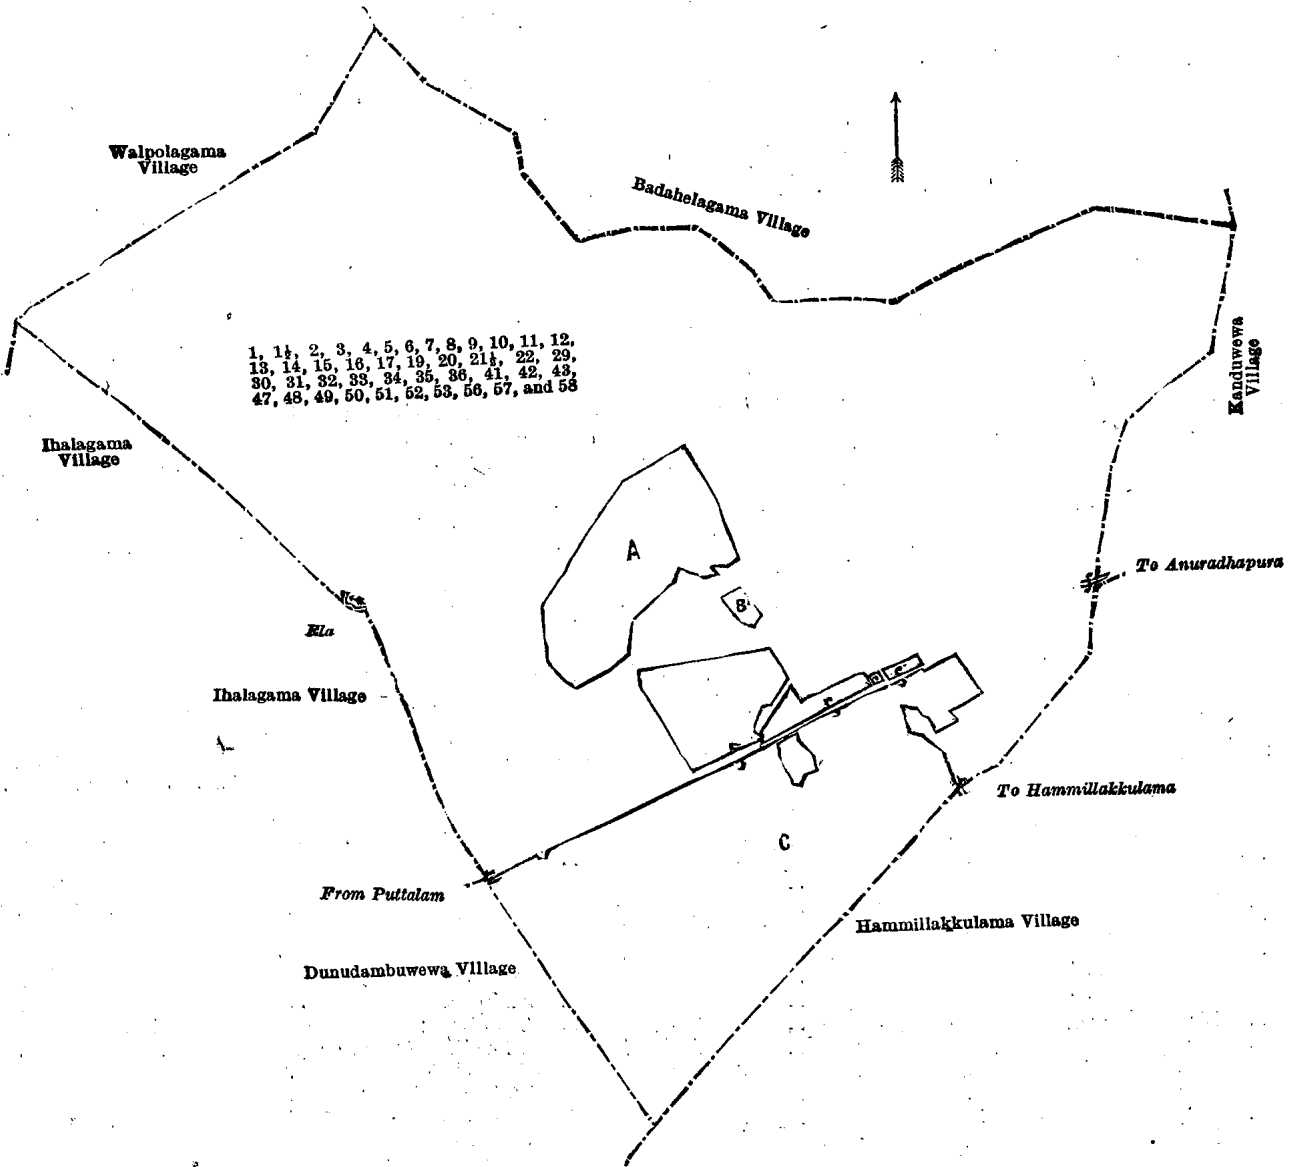 Walpolagama
Village
Badahelagama Village
Kanduwewa
Village
1, 1½, 2, 3, 4, 5, 6, 7, 8, 9, 10, 11, 12,
13, 14, 15, 16, 17, 19, 20, 21½, 22, 29,
30, 31, 32, 33, 34, 35, 36, 41, 42, 43,
47, 48, 49, 50, 51, 52, 53, 56, 57, and 58
Ihalagama
Village
A
To Anuradhapura
B
Ela
Ihalagama Village
To Hammillakkulama
C
From Puttalam
Hammillakkulama Village
Dunudambuwewa Village